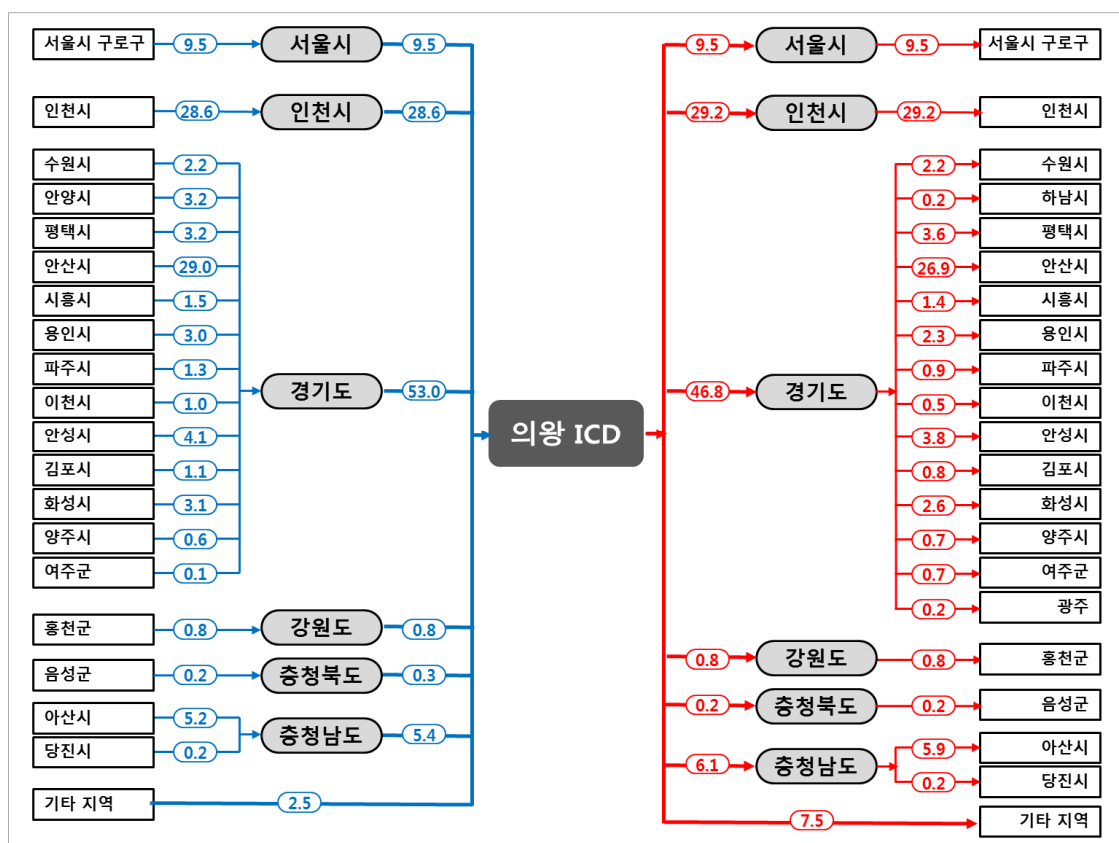 서울시 구로구 9.5 서울시 9.5
인천시 28.6 인천시 28.6
수원시 2.2
안양시 3.2
평택시 3.2
안산시 29.0
시흥시 1.5
용인시 3.0
파주시 1.3
이천시 1.0
안성시 4.1
김포시 1.1
화성시 3.1
양주시 0.6
여주군 0.1
경기도 53.0
홍천군 0.8 강원도 0.8
음성군 0.2 충청북도 0.3
아산시 5.2
당진시 0.2
충청남도 5.4
기타 지역 2.5
의왕 ICD
9.5 서울시 9.5 서울시 구로구
29.2 인천시 29.2 인천시
46.8 경기도
2.2 수원시
0.2 하남시
3.6 평택시
26.9 안산시
1.4 시흥시
2.3 용인시
0.9 파주시
0.5 이천시
3.8 안성시
0.8 김포시
2.6 화성시
0.7 양주시
0.7 여주군
0.2 광주
0.8 강원도 0.8 홍천군
0.2 충청북도 0.2 음성군
6.1 충청남도
5.9 아산시
0.2 당진시
7.5 기타 지역